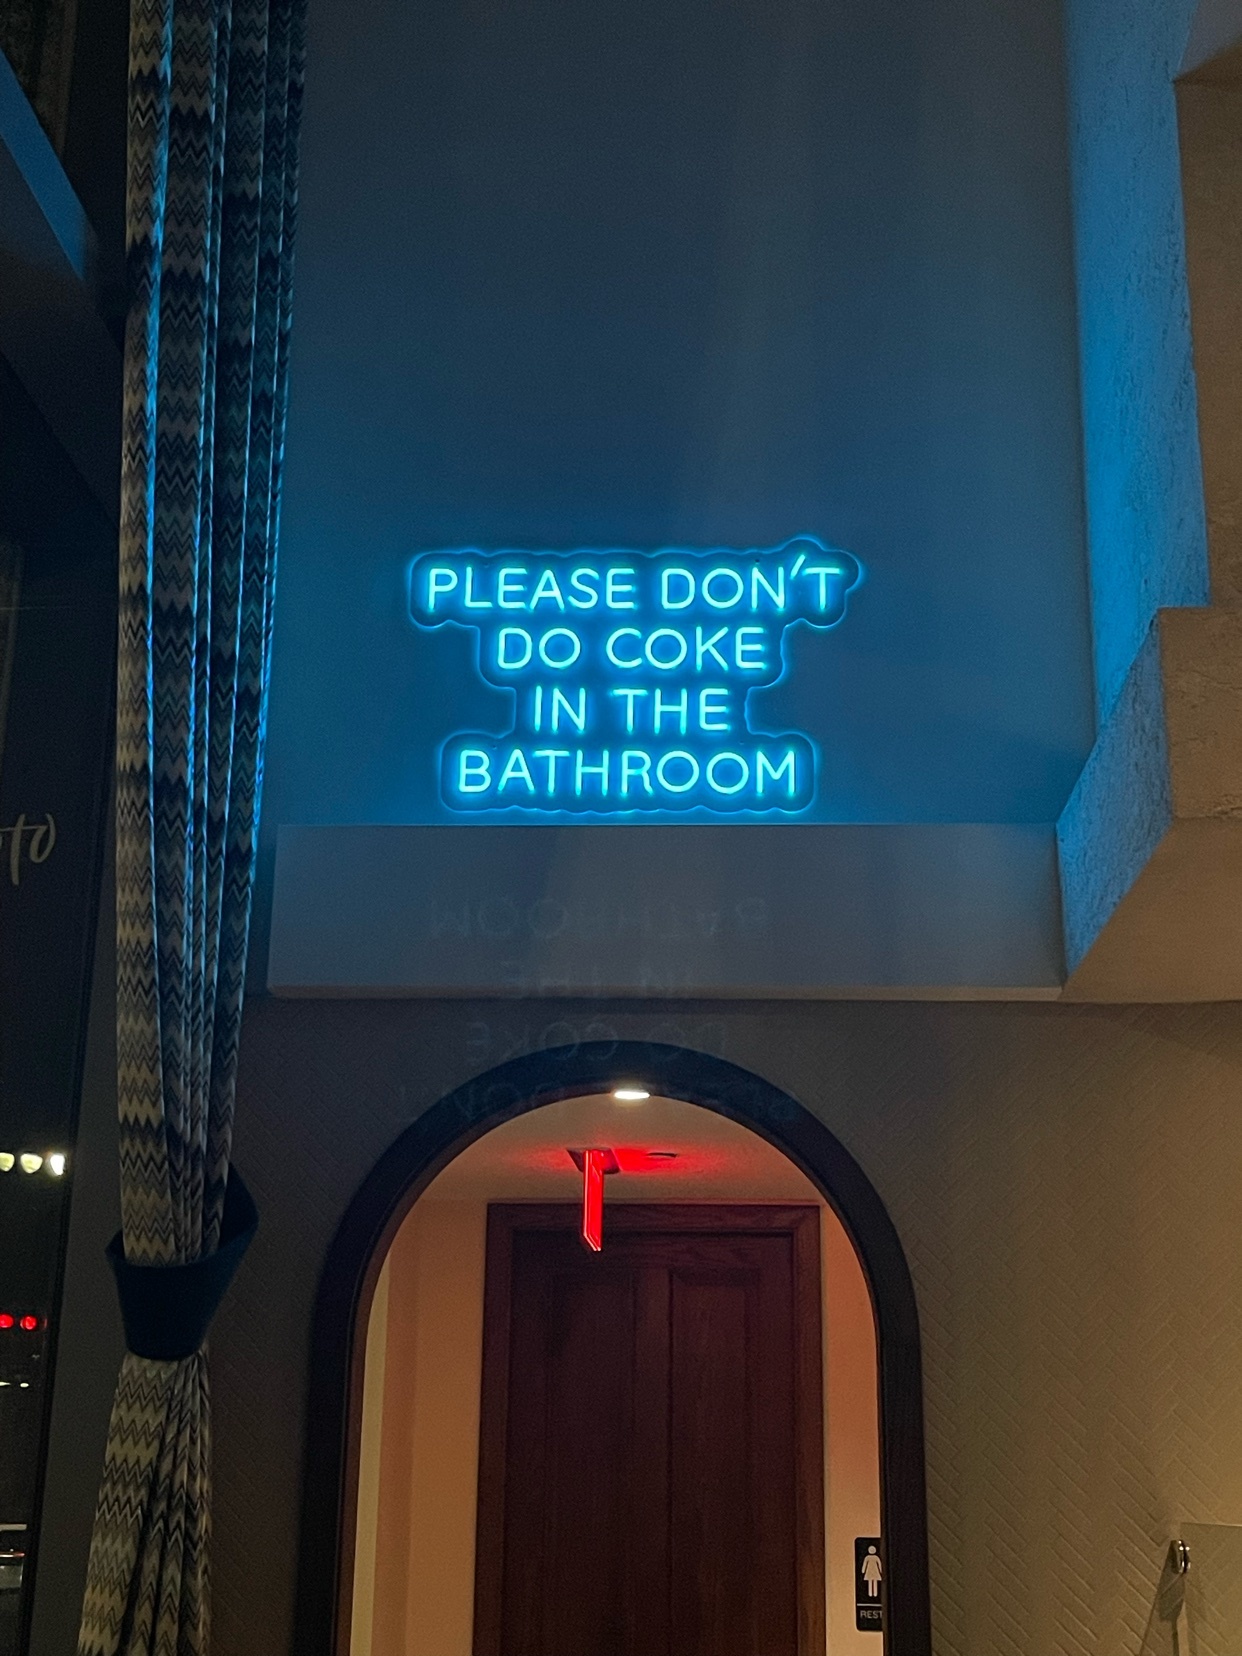 PLEASE DON'T
DO COKE
IN THE
BATHROOM